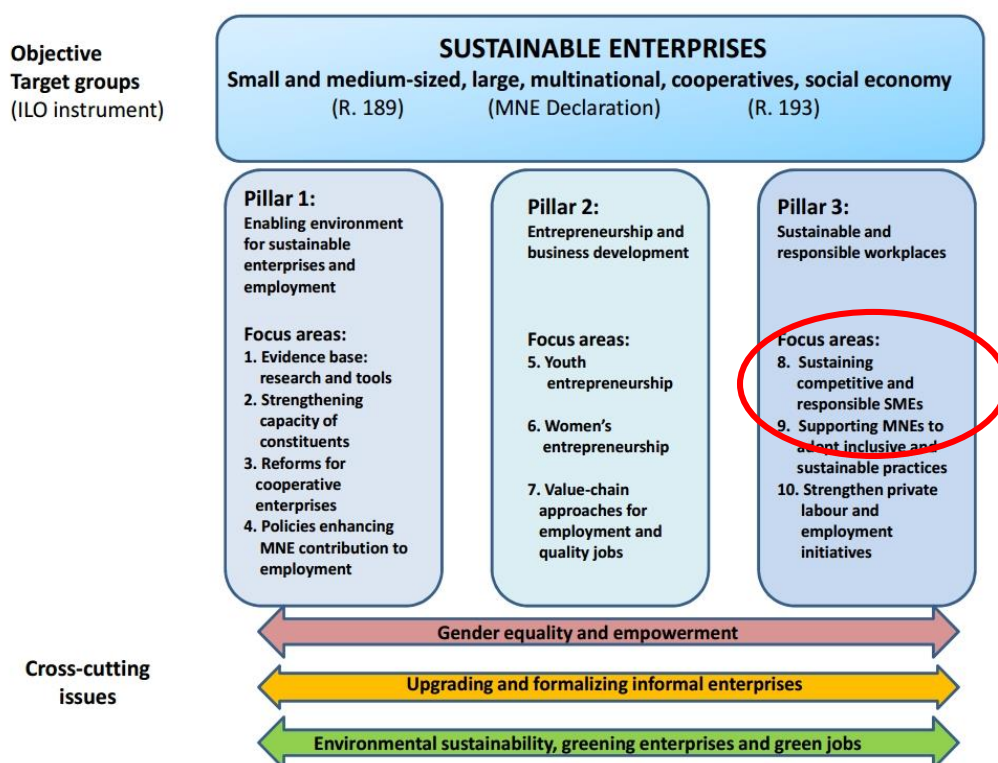 Objective
Target groups
(ILO instrument)
SUSTAINABLE ENTERPRISES
Small and medium-sized, large, multinational, cooperatives, social economy
(R. 189) (MNE Declaration) (R. 193)
Pillar 1:
Enabling environment
for sustainable
enterprises and
employment
Focus areas:
1. Evidence base:
research and tools
2. Strengthening
capacity of
constituents
3. Reforms for
cooperative
enterprises
4. Policies enhancing
MNE contribution to
employment
Pillar 2:
Entrepreneurship and
business development
Focus areas:
5. Youth
entrepreneurship
6. Women's
entrepreneurship
7. Value-chain
approaches for
employment and
quality jobs
Pillar 3:
Sustainable and
responsible workplaces
Focus areas:
8. Sustaining
competitive and
responsible SMEs
9. Supporting MNEs to
adopt inclusive and
sustainable practices
10. Strengthen private
labour and
employment
initiatives
Cross-cutting
issues
Gender equality and empowerment
Upgrading and formalizing informal enterprises
Environmental sustainability, greening enterprises and green jobs